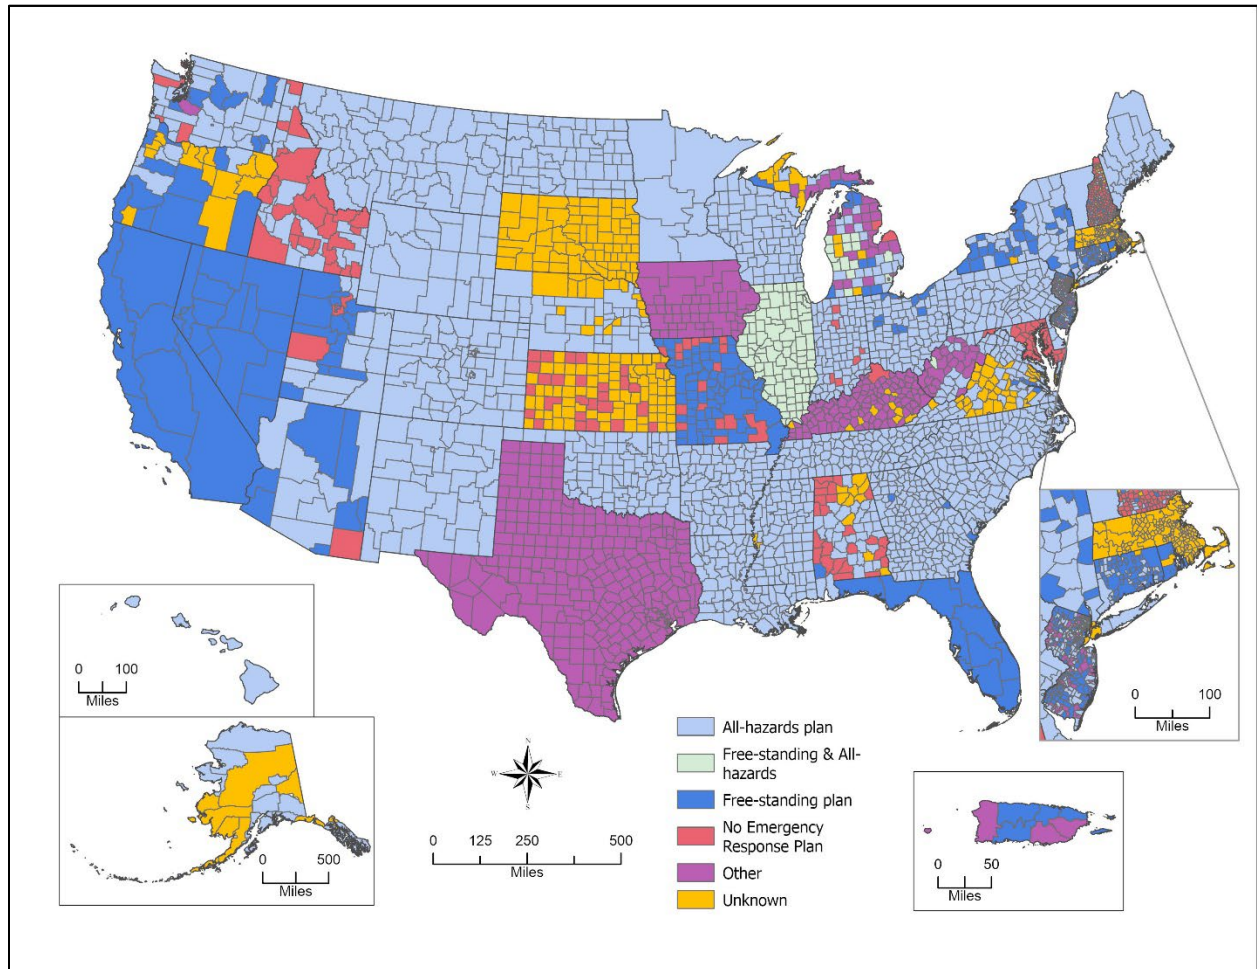 0 100
Miles
N
W E
S
0 500
Miles
0 125 250 500
Miles
All-hazards plan
Free-standing & All-
hazards
Free-standing plan
No Emergency
Response Plan
Other
Unknown
0 100
Miles
0 50
Miles